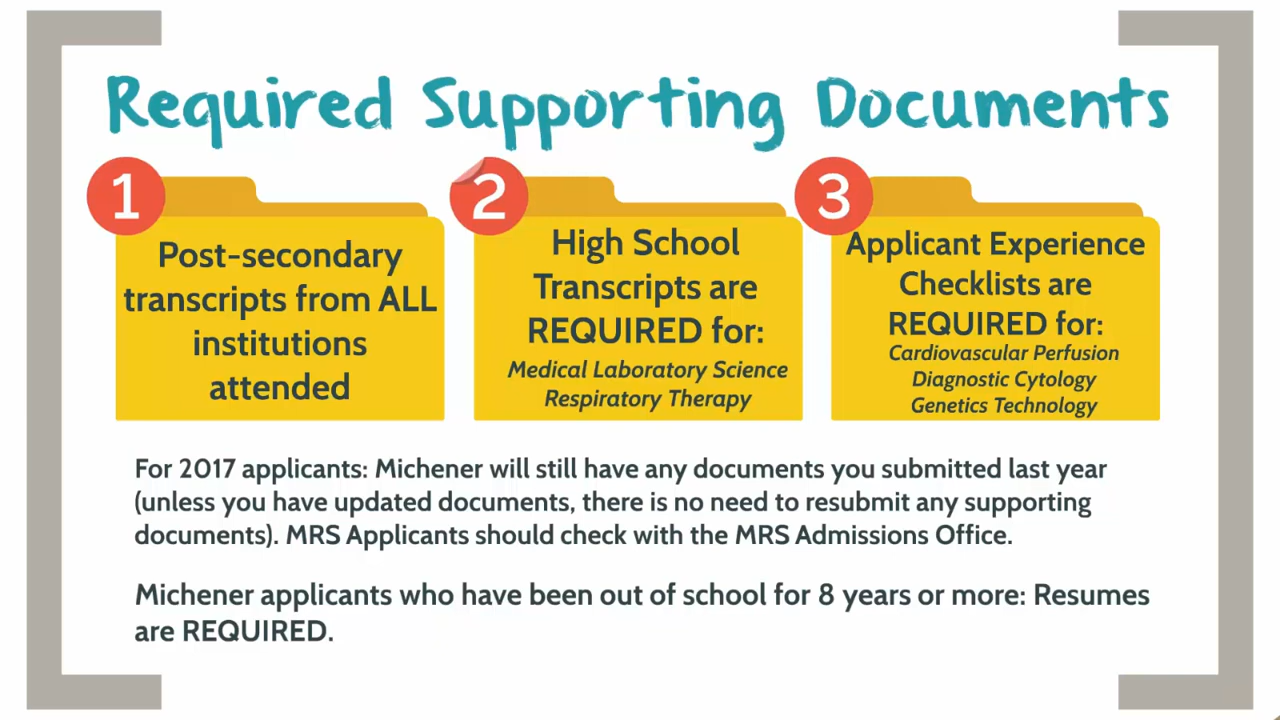 Required Supporting Documents
1
Post-secondary
transcripts from ALL
institutions
attended
2
High School
Transcripts are
REQUIRED for:
Medical Laboratory Science
Respiratory Therapy
3
Applicant Experience
Checklists are
REQUIRED for:
Cardiovascular Perfusion
Diagnostic Cytology
Genetics Technology
For 2017 applicants: Michener will still have any documents you submitted last year
(unless you have updated documents, there is no need to resubmit any supporting
documents). MRS Applicants should check with the MRS Admissions Office.
Michener applicants who have been out of school for 8 years or more: Resumes
are REQUIRED.